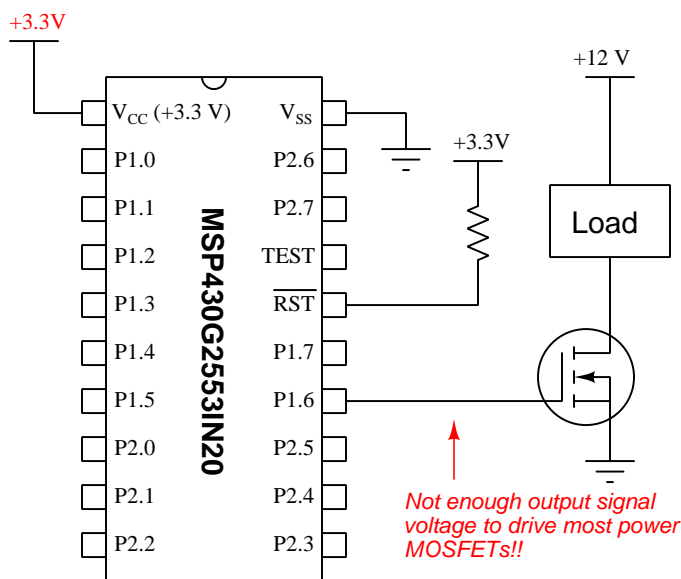 +3.3V
+12 V
V_CC (+3.3 V)
V_SS
+3.3V
P1.0
P2.6
P1.1
P2.7
P1.2
TEST
P1.3
RST
P1.4
P1.7
P1.5
P1.6
P2.0
P2.5
P2.1
P2.4
P2.2
P2.3
MSP430G2553IN20
Load
Not enough output signal
voltage to drive most power
MOSFETs!!